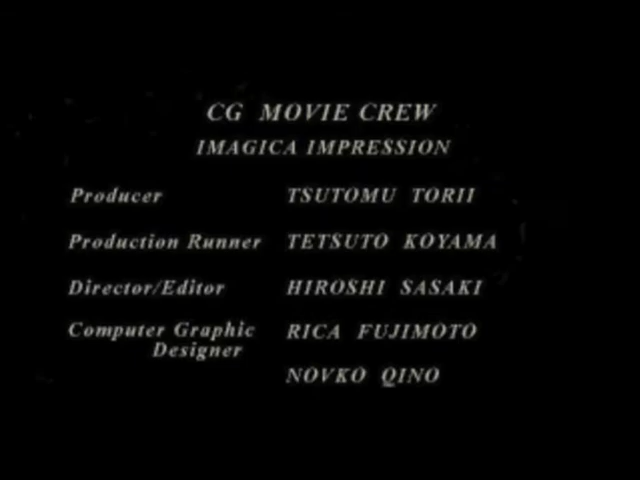 CG MOVIE CREW
IMAGICA IMPRESSION
Producer TSUTOMU TORII
Production Runner TETSUTO KOYAMA
Director/Editor HIROSHI SASAKI
Computer Graphic RICA FUJIMOTO
Designer
NOVKO QINO